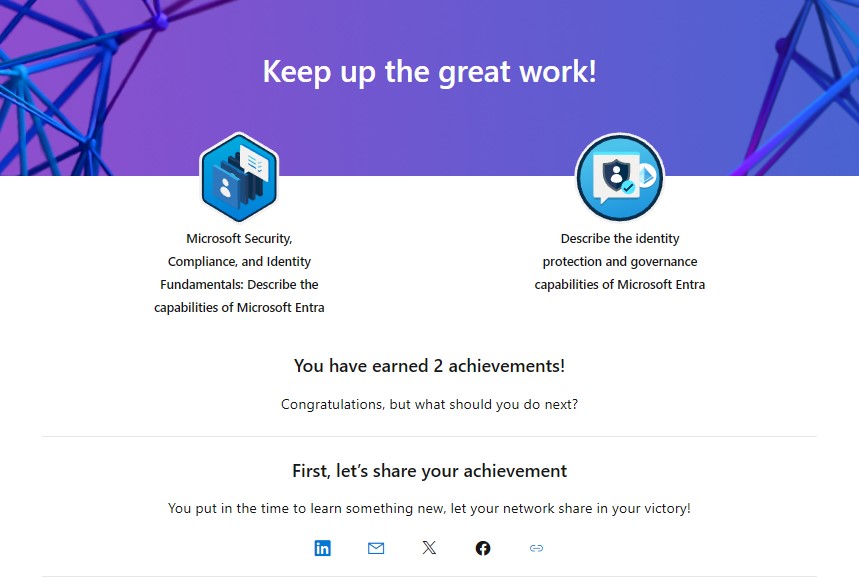 Keep up the great work!
Microsoft Security,
Compliance, and Identity
Fundamentals: Describe the
capabilities of Microsoft Entra
Describe the identity
protection and governance
capabilities of Microsoft Entra
You have earned 2 achievements!
Congratulations, but what should you do next?
First, let’s share your achievement
You put in the time to learn something new, let your network share in your victory!
in
X
f